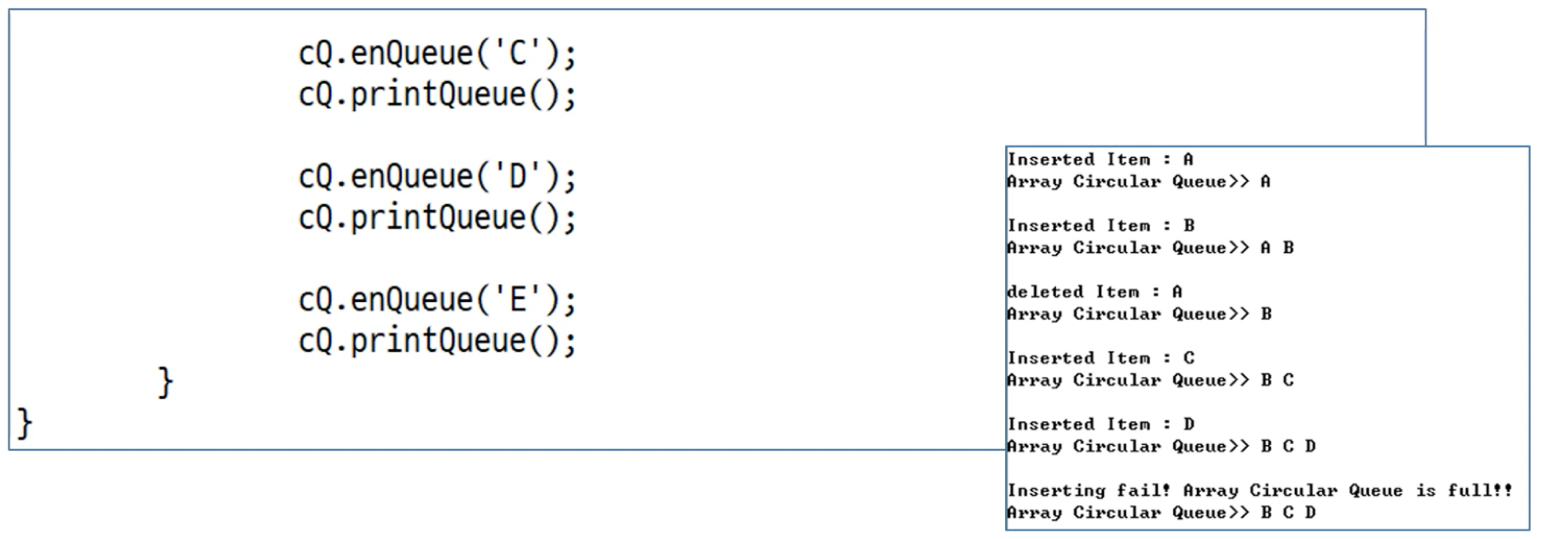 cQ.enQueue('C');
cQ.printQueue();
cQ.enQueue('D');
cQ.printQueue();
cQ.enQueue('E');
cQ.printQueue();
}
}
Inserted Item : A
Array Circular Queue>> A
Inserted Item : B
Array Circular Queue>> A B
deleted Item : A
Array Circular Queue>> B
Inserted Item : C
Array Circular Queue>> B C
Inserted Item : D
Array Circular Queue>> B C D
Inserting fail! Array Circular Queue is full!!
Array Circular Queue>> B C D